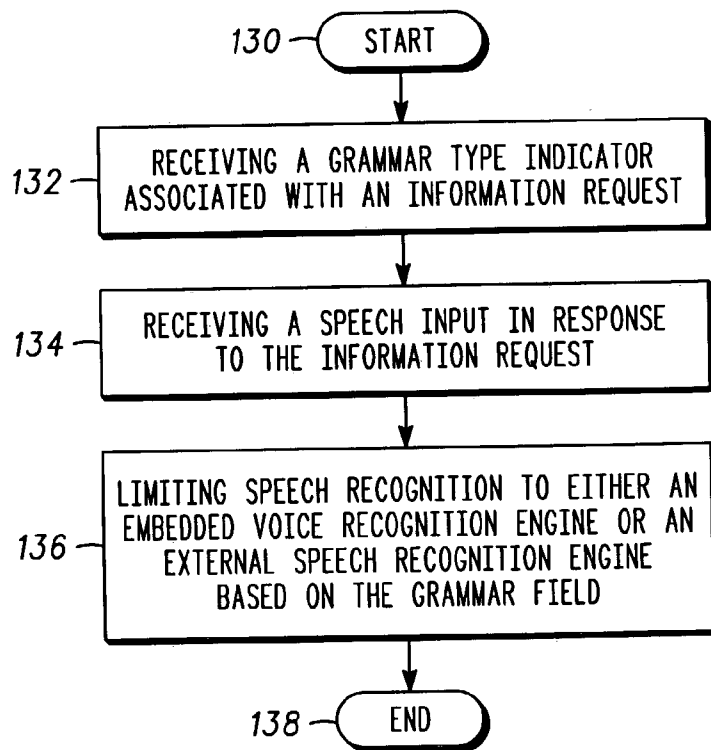 130
START
132
RECEIVING A GRAMMAR TYPE INDICATOR
ASSOCIATED WITH AN INFORMATION REQUEST
134
RECEIVING A SPEECH INPUT IN RESPONSE
TO THE INFORMATION REQUEST
136
LIMITING SPEECH RECOGNITION TO EITHER AN
EMBEDDED VOICE RECOGNITION ENGINE OR AN
EXTERNAL SPEECH RECOGNITION ENGINE
BASED ON THE GRAMMAR FIELD
138
END